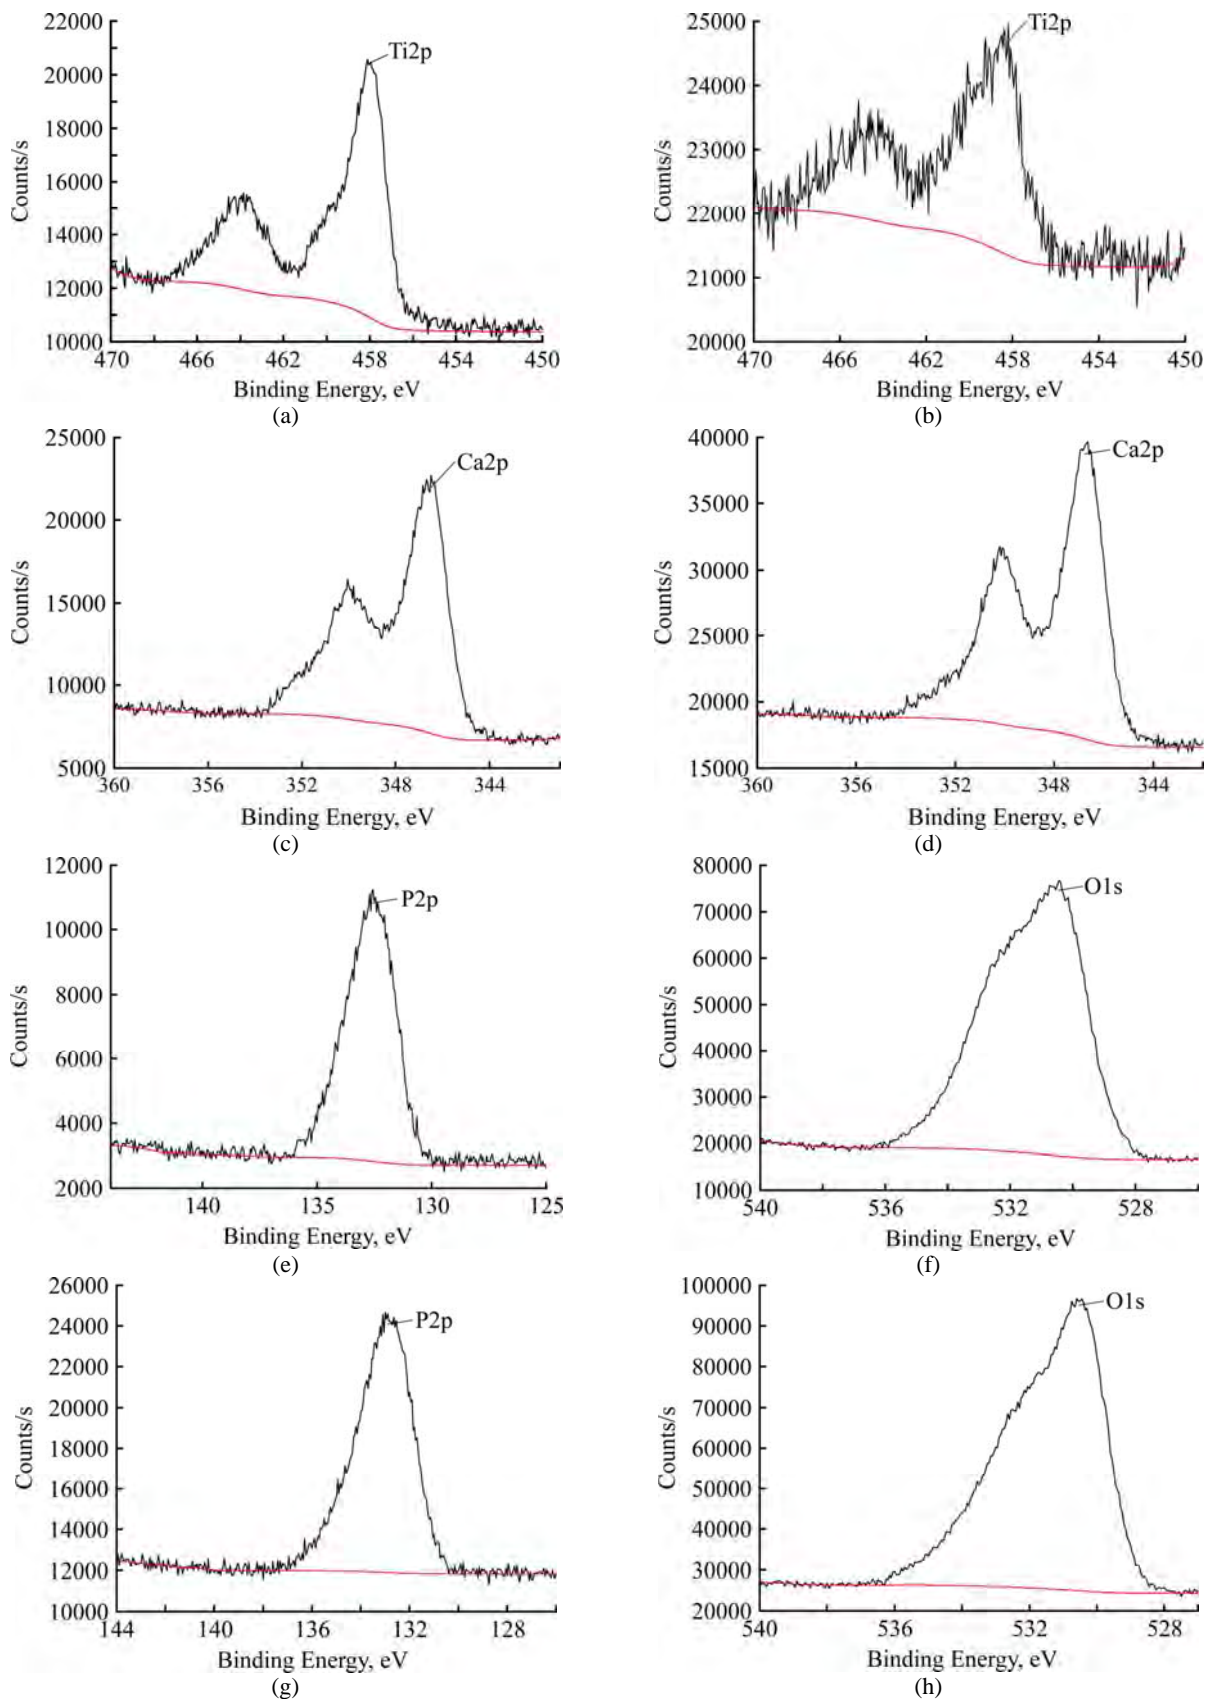 22000
20000
18000
16000
14000
12000
10000
Counts/s
Ti2p
470 466 462 458 454 450
Binding Energy, eV
(a)
25000
24000
23000
22000
21000
20000
Counts/s
Ti2p
470 466 462 458 454 450
Binding Energy, eV
(b)
25000
20000
15000
10000
5000
Counts/s
Ca2p
360 356 352 348 344
Binding Energy, eV
(c)
40000
35000
30000
25000
20000
15000
Counts/s
Ca2p
360 356 352 348 344
Binding Energy, eV
(d)
12000
10000
8000
6000
4000
2000
Counts/s
P2p
140 135 130 125
Binding Energy, eV
(e)
80000
70000
60000
50000
40000
30000
20000
10000
Counts/s
O1s
540 536 532 528
Binding Energy, eV
(f)
26000
24000
22000
20000
18000
16000
14000
12000
10000
Counts/s
P2p
144 140 136 132 128
Binding Energy, eV
(g)
100000
90000
80000
70000
60000
50000
40000
30000
20000
Counts/s
O1s
540 536 532 528
Binding Energy, eV
(h)